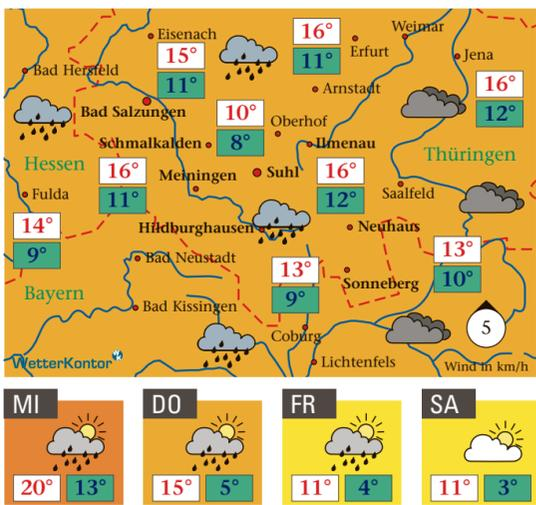 Eisenach
Weimar
15°
11°
16°
11°
Erfurt
Jena
Bad Hersfeld
16°
12°
Arnstadt
Bad Salzungen
10°
8°
Oberhof
Schmalkalden
Ilmenau
Hessen
Thüringen
16°
11°
Meiningen
Suhl
16°
12°
Fulda
Saalfeld
14°
9°
Hildburghausen
Neuhaus
13°
10°
Bad Neustadt
13°
9°
Sonneberg
Bayern
Bad Kissingen
5
Coburg
WetterKontor
Lichtenfels
Wind in km/h
MI
DO
FR
SA
20° 13°
15° 5°
11° 4°
11° 3°